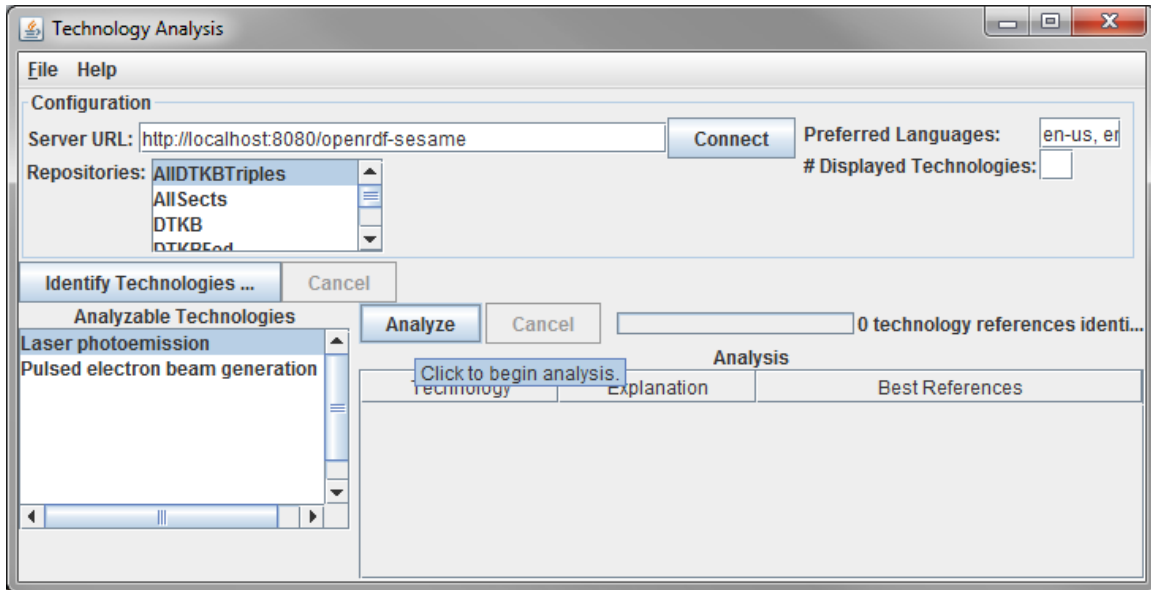 Technology Analysis
File Help
Configuration
Server URL: http://localhost:8080/openrdf-sesame Connect Preferred Languages: en-us, er
Repositories: AllDTKBTriples # Displayed Technologies:
AllSects
DTKB
DTKBFed
Identify Technologies ... Cancel
Analyzable Technologies Analyze Cancel 0 technology references identi...
Laser photoemission Analysis
Pulsed electron beam generation Click to begin analysis.
Technology Explanation Best References